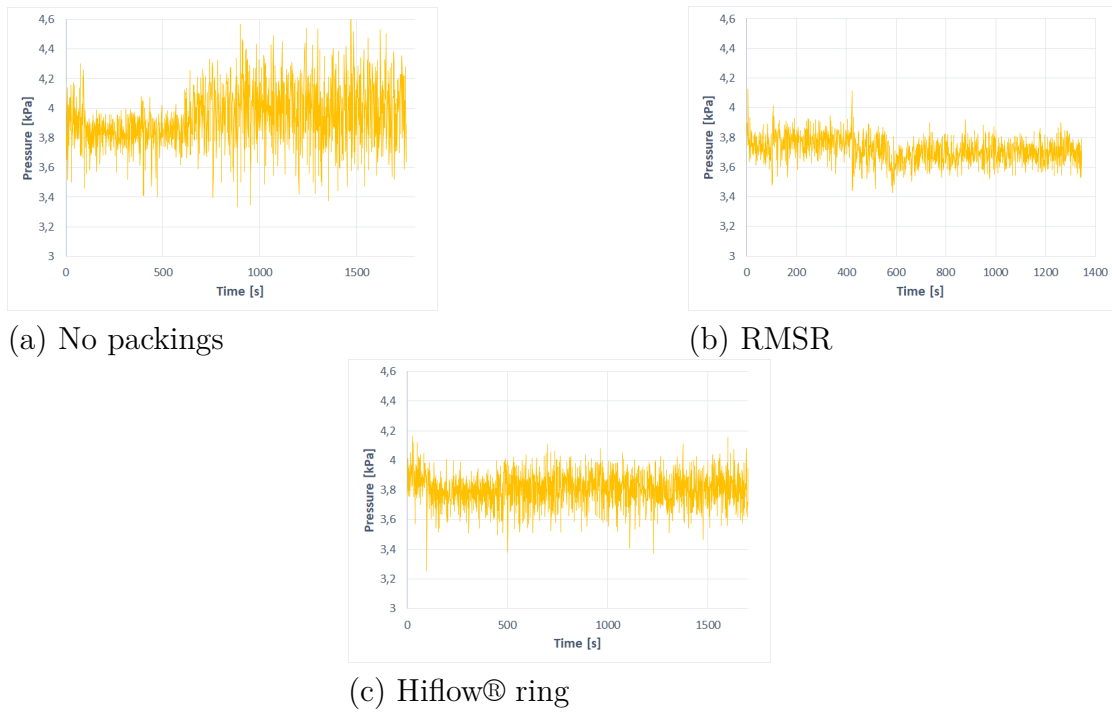 4,6
4,4
4,2
4
3,8
3,6
3,4
3,2
3
Pressure [kPa]
0 500 1000 1500
Time [s]
(a) No packings
4,6
4,4
4,2
4
3,8
3,6
3,4
3,2
3
Pressure [kPa]
0 200 400 600 800 1000 1200 1400
Time [s]
(b) RMSR
4,6
4,4
4,2
4
3,8
3,6
3,4
3,2
3
Pressure [kPa]
0 500 1000 1500
Time [s]
(c) Hiflow® ring